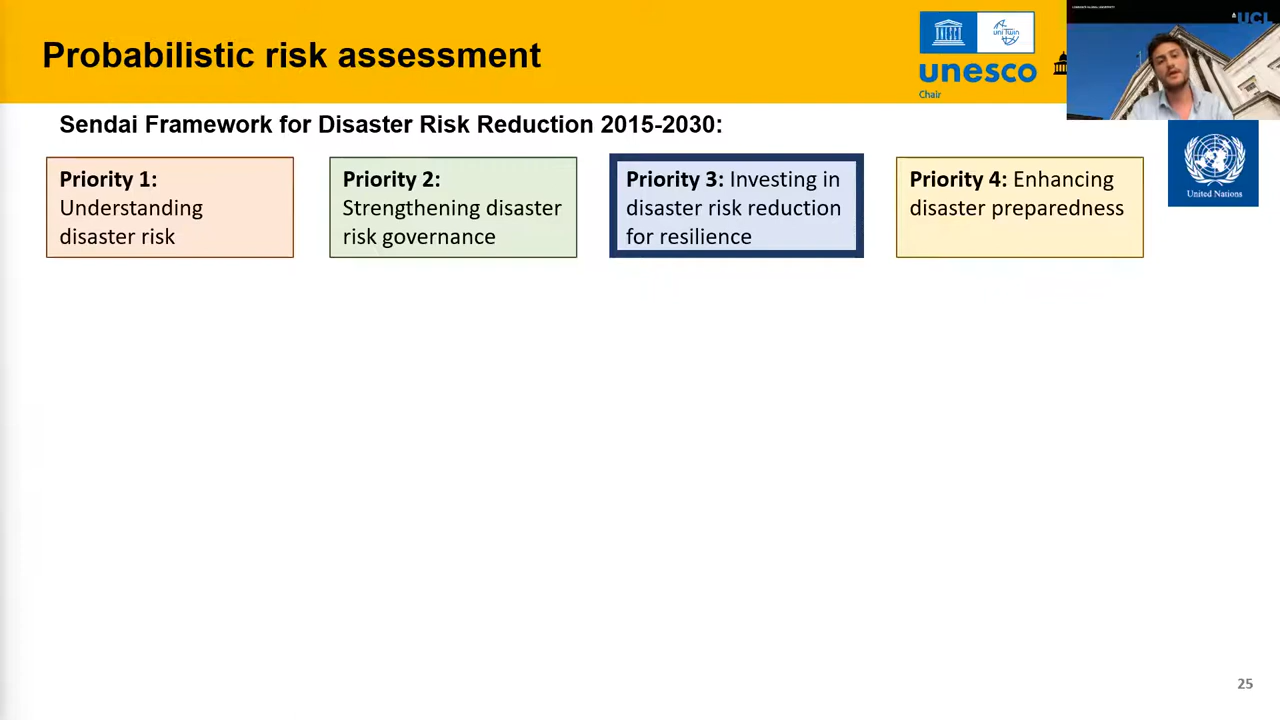 Probabilistic risk assessment
uni Twin
unesco
Chair
UCL
Sendai Framework for Disaster Risk Reduction 2015-2030:
Priority 1:
Understanding
disaster risk
Priority 2:
Strengthening disaster
risk governance
Priority 3: Investing in
disaster risk reduction
for resilience
Priority 4: Enhancing
disaster preparedness
United Nations
25